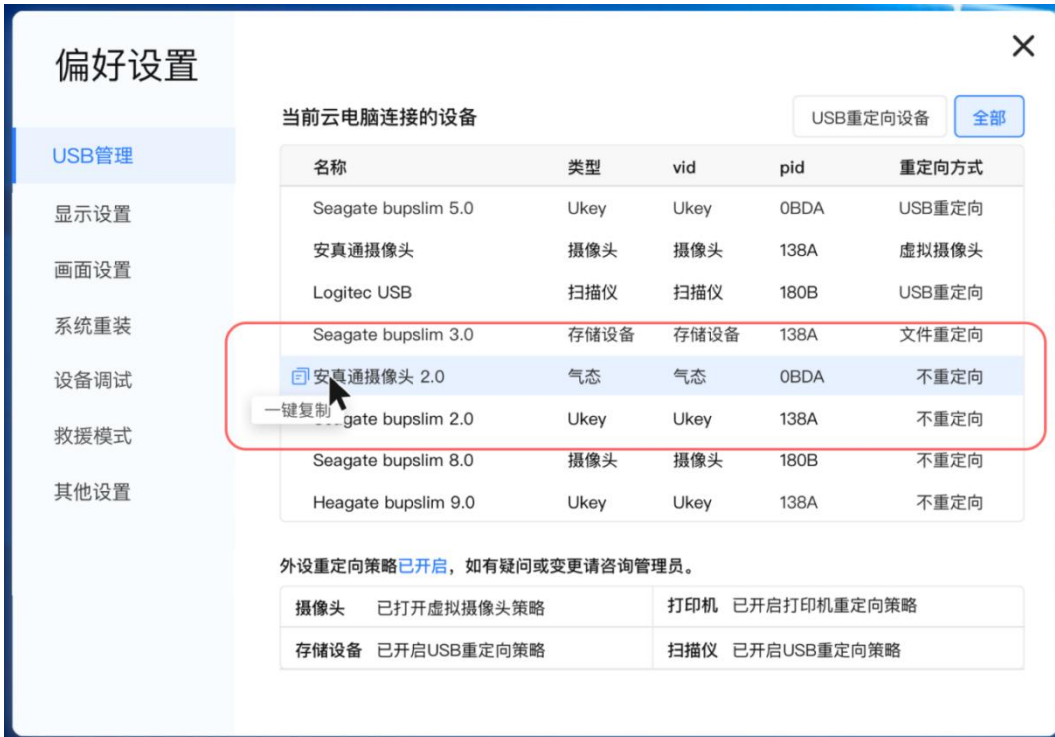 偏好设置
USB管理
显示设置
画面设置
系统重装
设备调试
救援模式
其他设置
当前云电脑连接的设备 USB重定向设备 全部
名称 类型 vid pid 重定向方式
Seagate bupslim 5.0 Ukey Ukey 0BDA USB重定向
安真通摄像头 摄像头 摄像头 138A 虚拟摄像头
Logitec USB 扫描仪 扫描仪 180B USB重定向
Seagate bupslim 3.0 存储设备 存储设备 138A 文件重定向
安真通摄像头 2.0 气态 气态 0BDA 不重定向
一键复制
gate bupslim 2.0 Ukey Ukey 138A 不重定向
Seagate bupslim 8.0 摄像头 摄像头 180B 不重定向
Heagate bupslim 9.0 Ukey Ukey 138A 不重定向
外设重定向策略已开启，如有疑问或变更请咨询管理员。
摄像头 已打开虚拟摄像头策略 打印机 已开启打印机重定向策略
存储设备 已开启USB重定向策略 扫描仪 已开启USB重定向策略